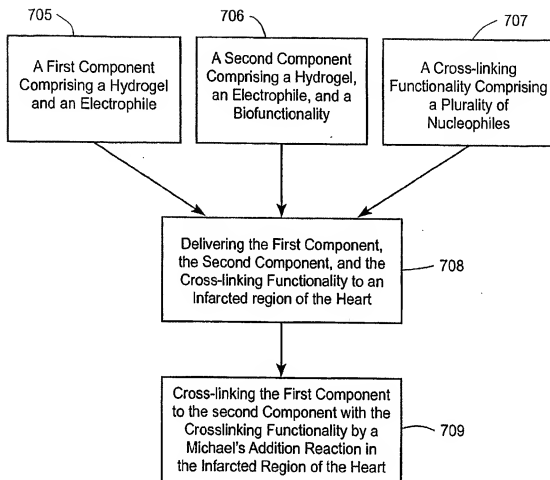 705
706
707
A First Component
Comprising a Hydrogel
and an Electrophile
A Second Component
Comprising a Hydrogel,
an Electrophile, and a
Biofunctionality
A Cross-linking
Functionality Comprising
a Plurality of
Nucleophiles
Delivering the First Component,
the Second Component, and the
Cross-linking Functionality to an
Infarcted region of the Heart
708
Cross-linking the First Component
to the second Component with the
Crosslinking Functionality by a
Michael's Addition Reaction in
the Infarcted Region of the Heart
709